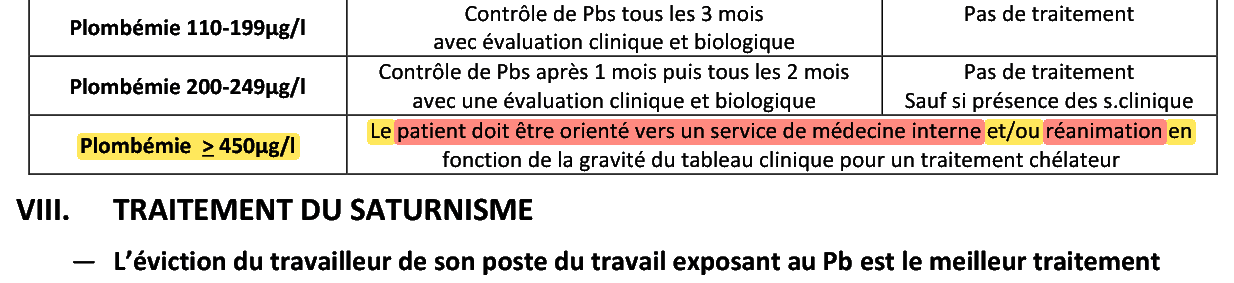 Plombémie 110-199µg/l
Contrôle de Pbs tous les 3 mois
avec évaluation clinique et biologique
Pas de traitement
Plombémie 200-249µg/l
Contrôle de Pbs après 1 mois puis tous les 2 mois
avec une évaluation clinique et biologique
Pas de traitement
Sauf si présence des s.clinique
Plombémie ≥ 450µg/l
Le patient doit être orienté vers un service de médecine interne et/ou réanimation en
fonction de la gravité du tableau clinique pour un traitement chélateur
VIII. TRAITEMENT DU SATURNISME
— L'éviction du travailleur de son poste du travail exposant au Pb est le meilleur traitement